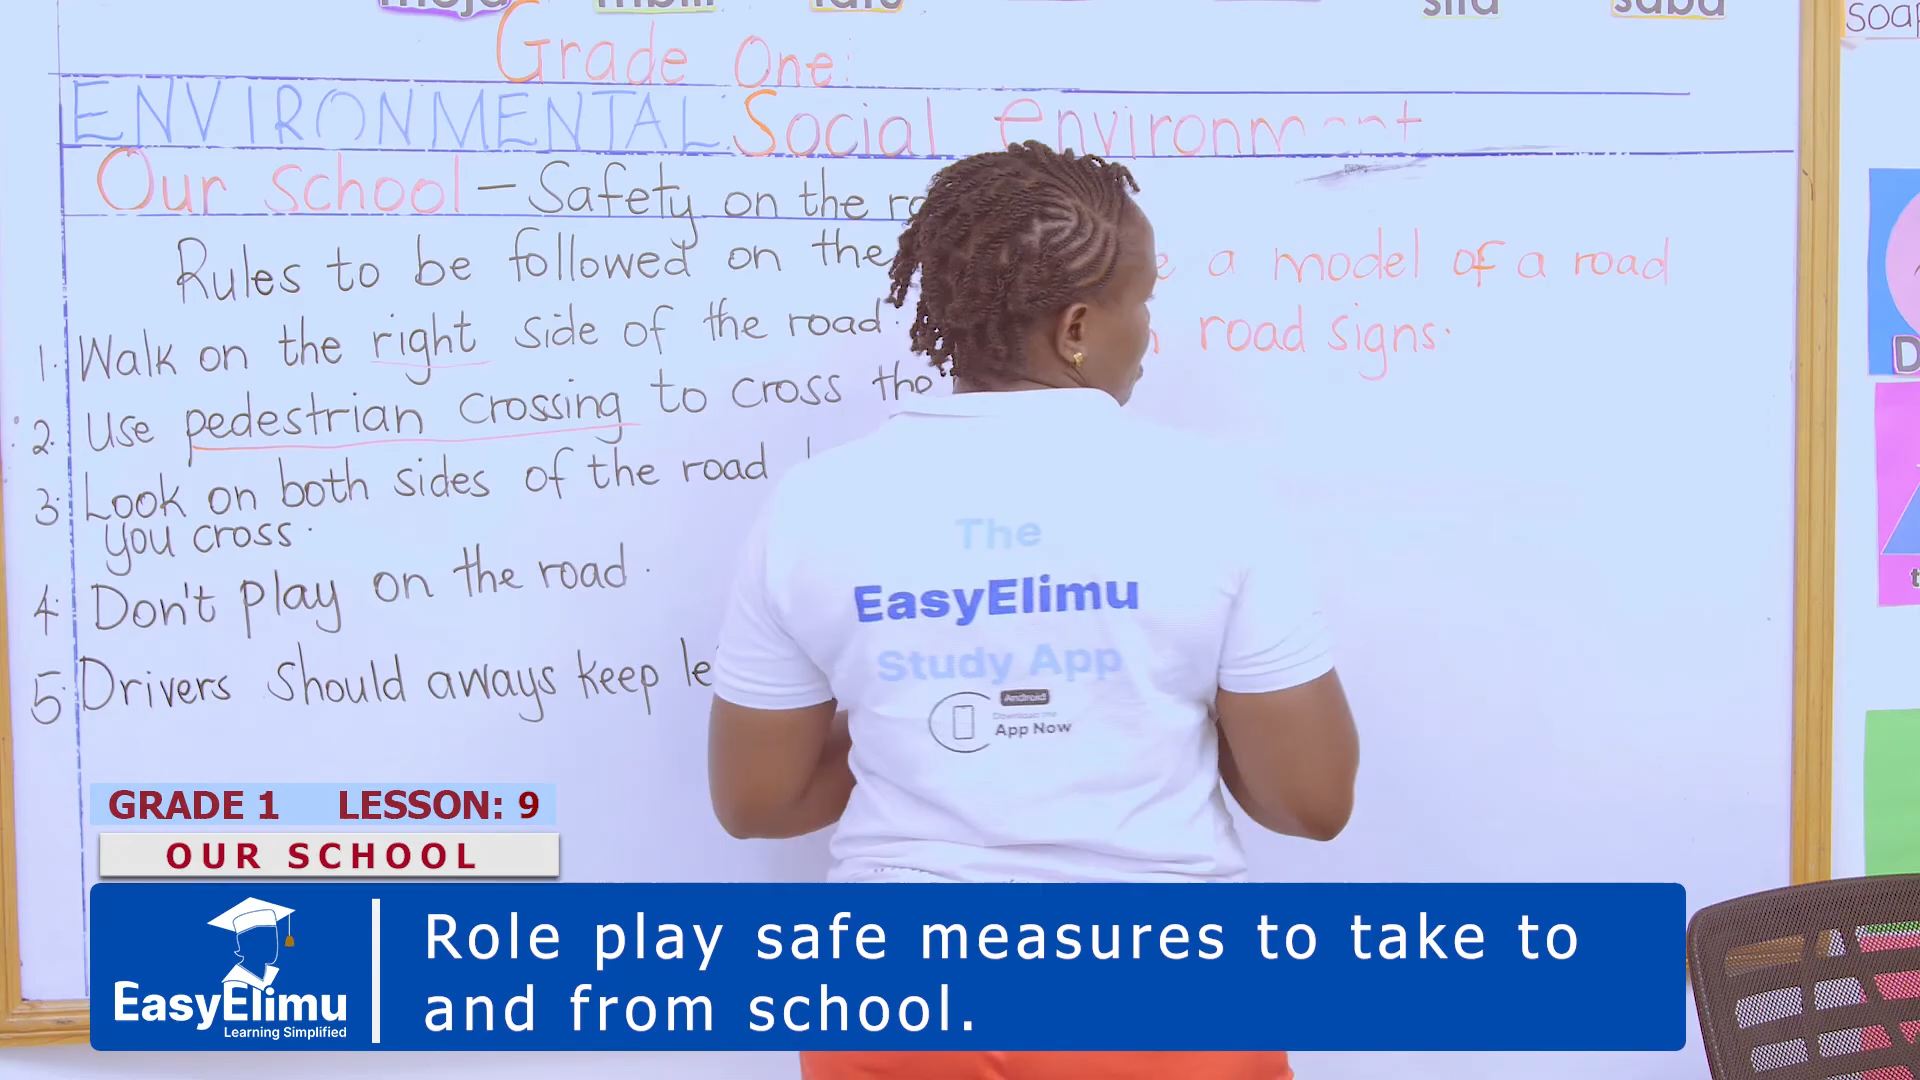 soap
Grade One:
ENVIRONMENTAL: Social environment
Our school - Safety on the
Rules to be followed on the
1. Walk on the right side of the road.
2. Use pedestrian crossing to cross the
3. Look on both sides of the road
you cross.
4. Don't play on the road.
5. Drivers should aways keep
a model of a road
road signs.
The
EasyElimu
Study App
Android
Download the
App Now
GRADE 1 LESSON: 9
OUR SCHOOL
EasyElimu
Learning Simplified
Role play safe measures to take to
and from school.